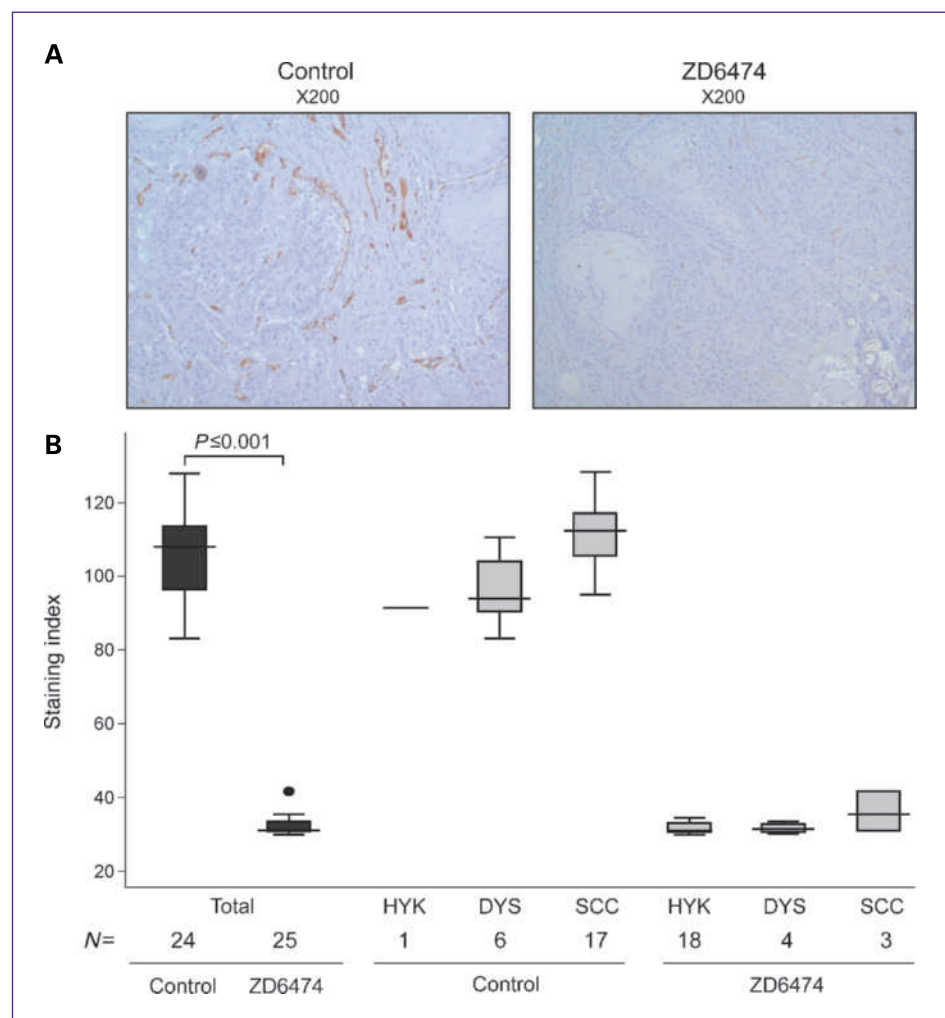 A
Control
X200
ZD6474
X200
B
P≤0.001
Staining index
120
100
80
60
40
20
Total HYK DYS SCC HYK DYS SCC
N= 24 25 1 6 17 18 4 3
Control ZD6474 Control ZD6474